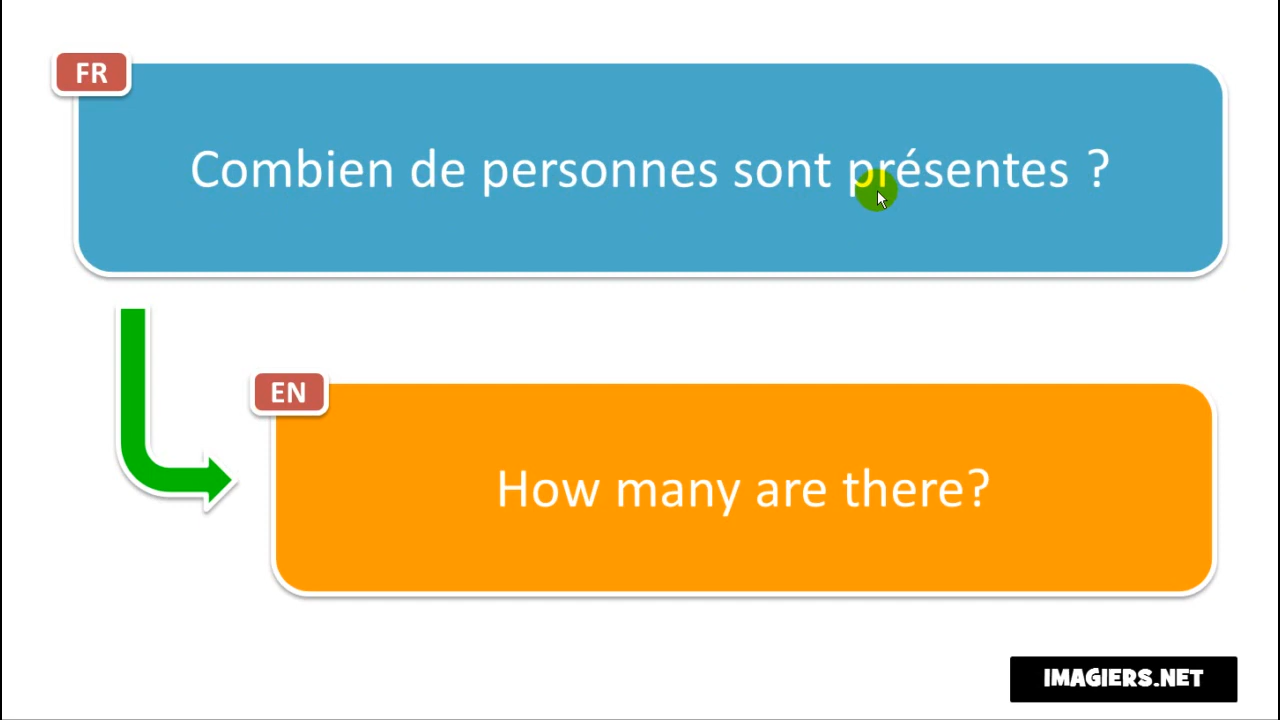 FR
Combien de personnes sont présentes ?
EN
How many are there?
IMAGIERS.NET